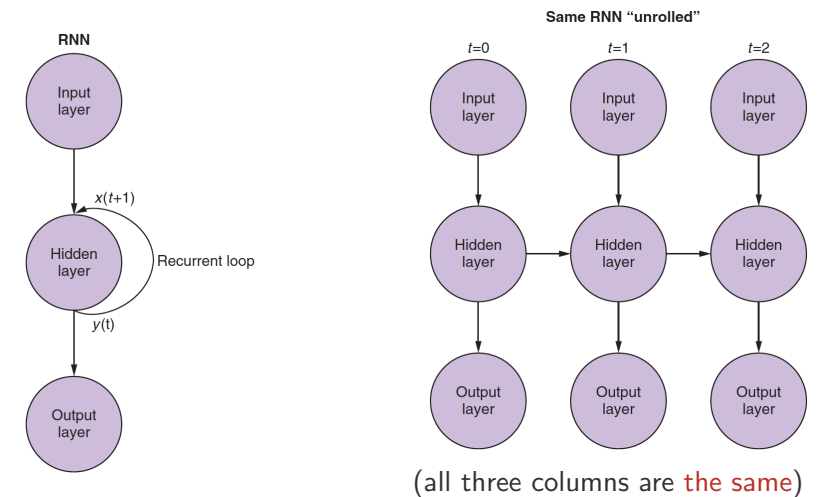 RNN
Input
layer
x(t+1)
Hidden
layer
Recurrent loop
y(t)
Output
layer
Same RNN “unrolled”
t=0
t=1
t=2
Input
layer
Input
layer
Input
layer
Hidden
layer
Hidden
layer
Hidden
layer
Output
layer
Output
layer
Output
layer
(all three columns are the same)